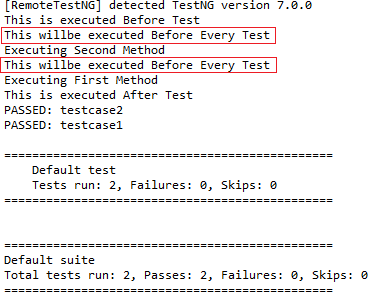 [RemoteTestNG] detected TestNG version 7.0.0
This is executed Before Test
This willbe executed Before Every Test
Executing Second Method
This willbe executed Before Every Test
Executing First Method
This is executed After Test
PASSED: testcase2
PASSED: testcase1
===============================================
Default test
Tests run: 2, Failures: 0, Skips: 0
===============================================
===============================================
Default suite
Total tests run: 2, Passes: 2, Failures: 0, Skips: 0
===============================================